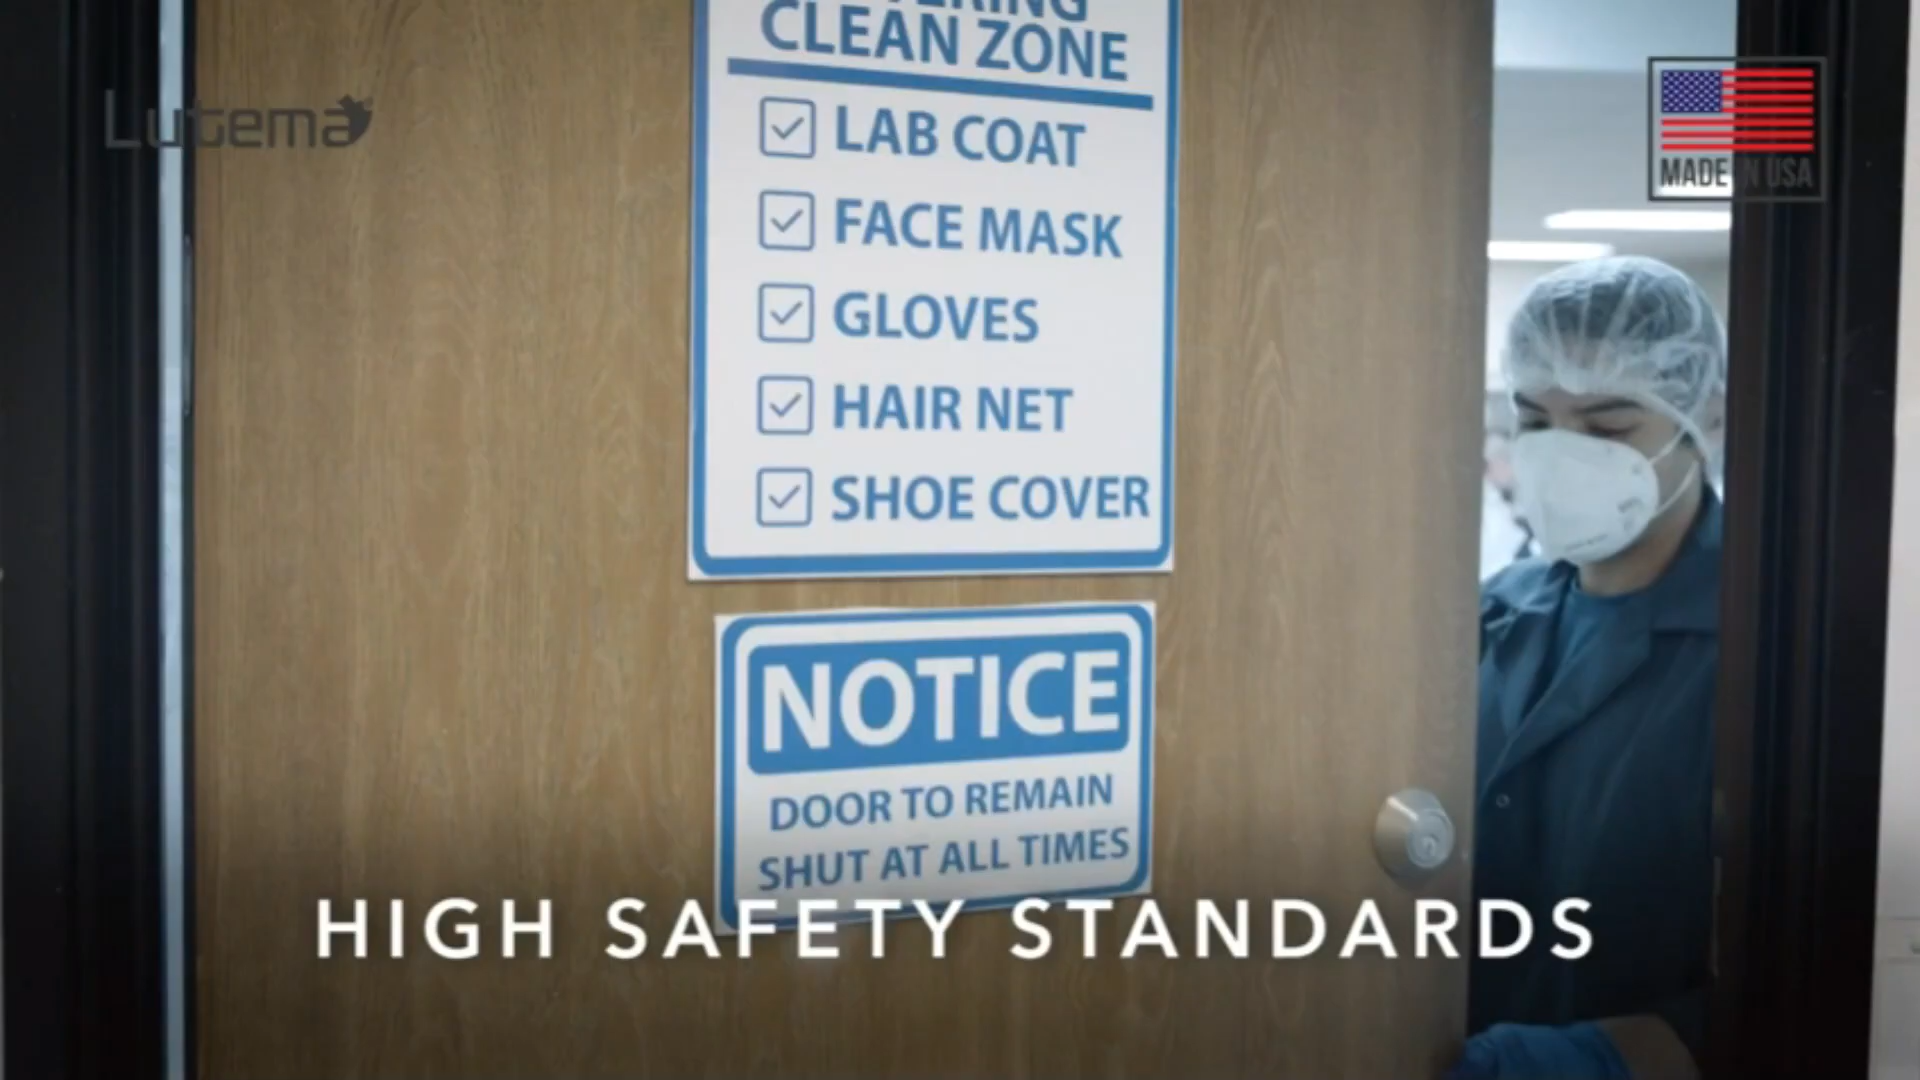 CLEAN ZONE
LAB COAT
FACE MASK
GLOVES
HAIR NET
SHOE COVER
NOTICE
DOOR TO REMAIN
SHUT AT ALL TIMES
HIGH SAFETY STANDARDS
Lutema
MADE IN USA